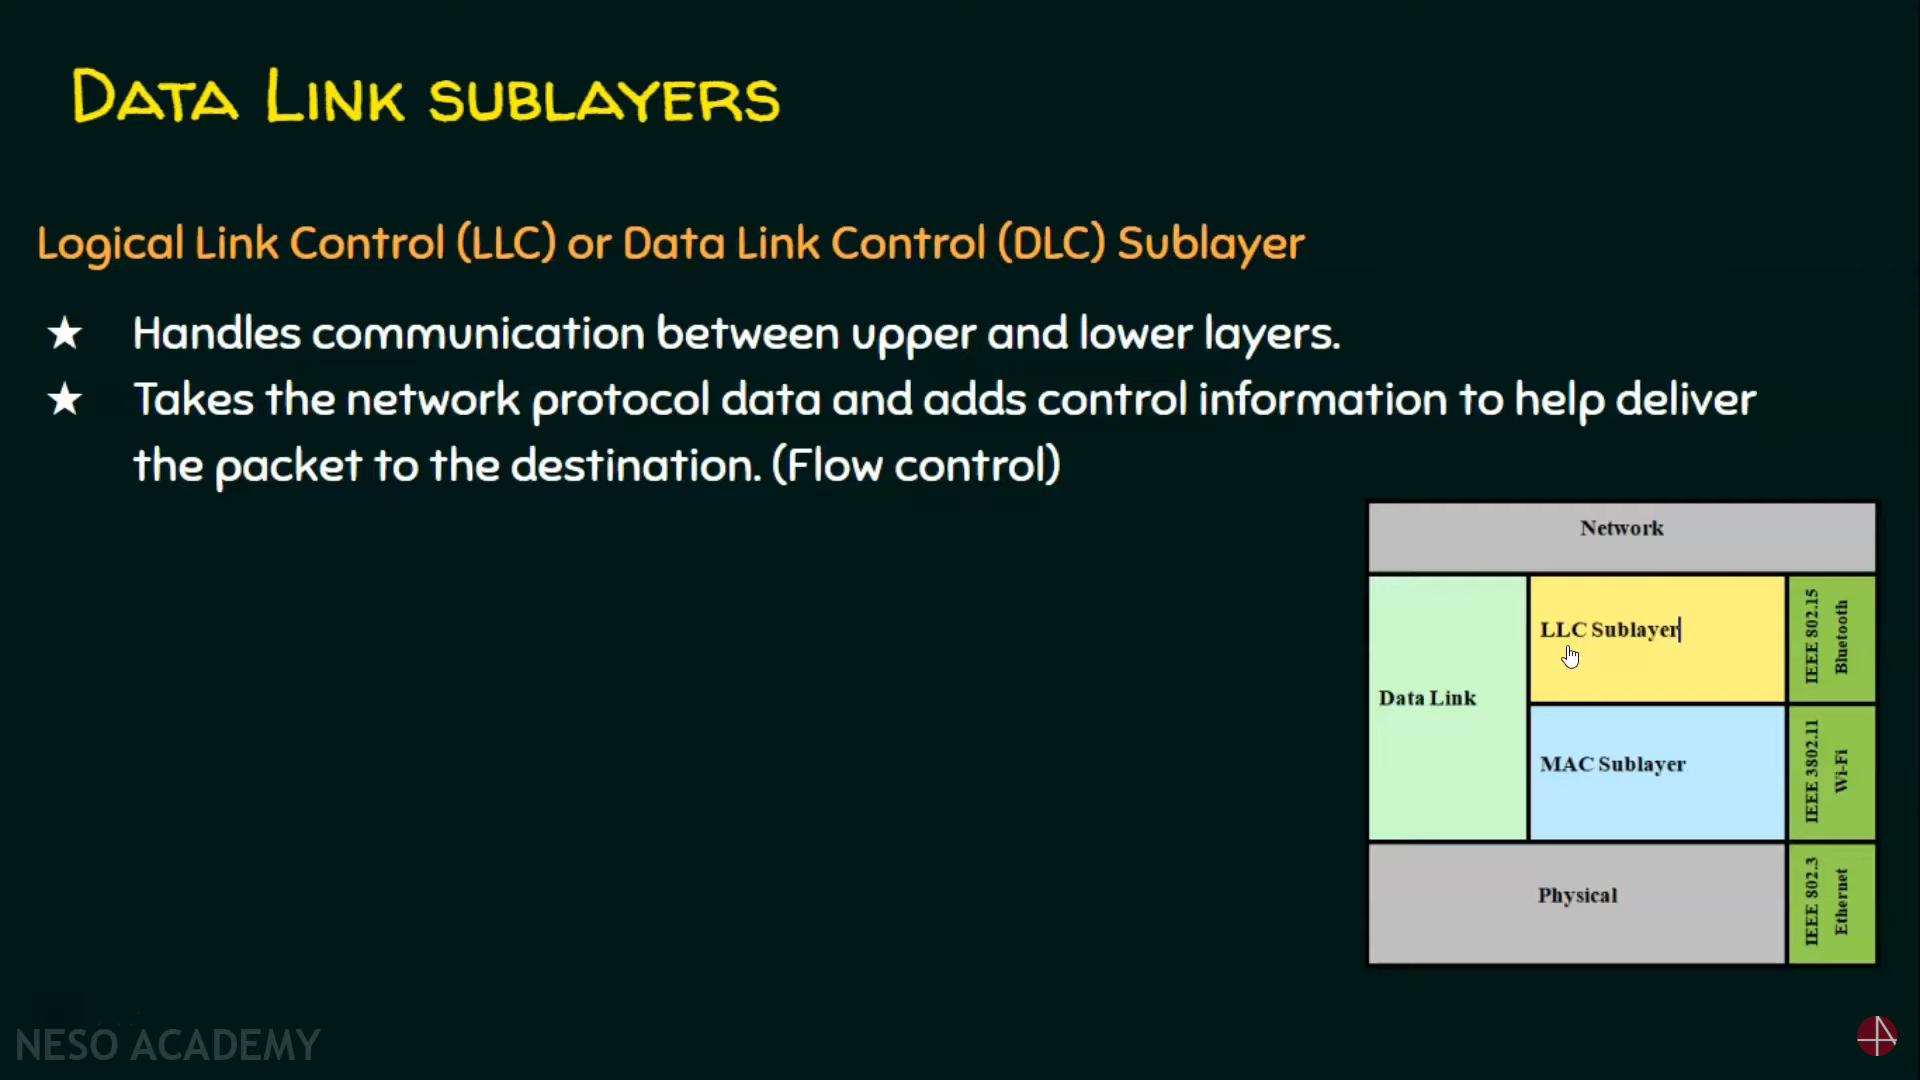 DATA LINK SUBLAYERS
Logical Link Control (LLC) or Data Link Control (DLC) Sublayer
★ Handles communication between upper and lower layers.
★ Takes the network protocol data and adds control information to help deliver
the packet to the destination. (Flow control)
Network
Data Link
LLC Sublayer
MAC Sublayer
Physical
IEEE 802.15
Bluetooth
IEEE 3802.11
Wi-Fi
IEEE 802.3
Ethernet
NESO ACADEMY